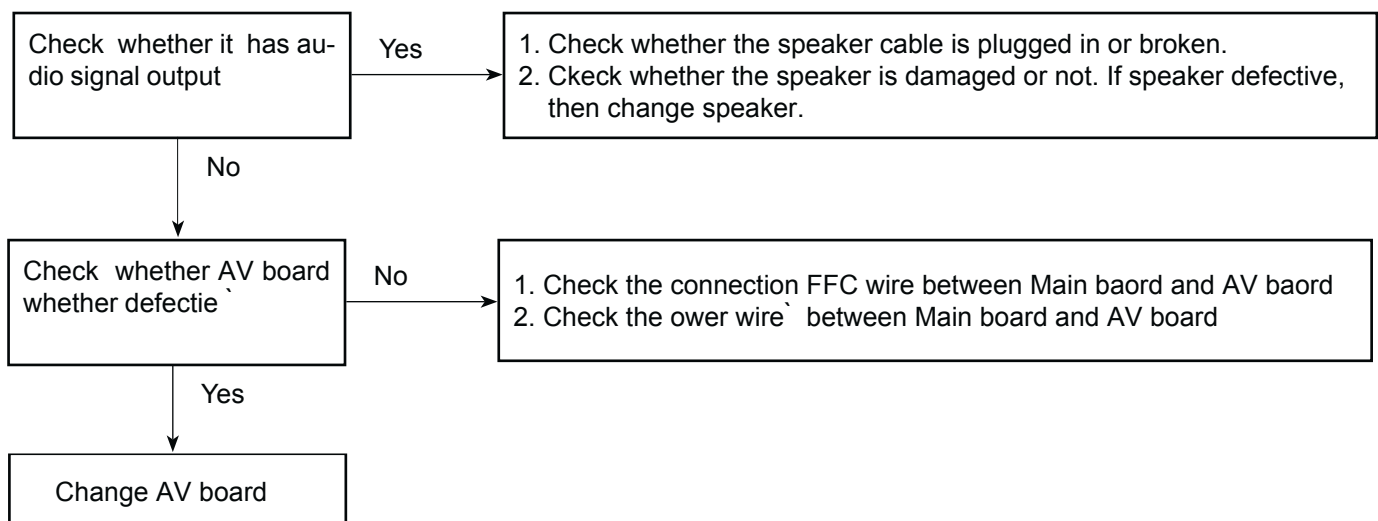 Check whether it has au-
dio signal output
Yes
1. Check whether the speaker cable is plugged in or broken.
2. Ckeck whether the speaker is damaged or not. If speaker defective,
then change speaker.
No
Check whether AV board
whether defectie`
No
1. Check the connection FFC wire between Main baord and AV baord
2. Check the ower wire` between Main board and AV board
Yes
Change AV board